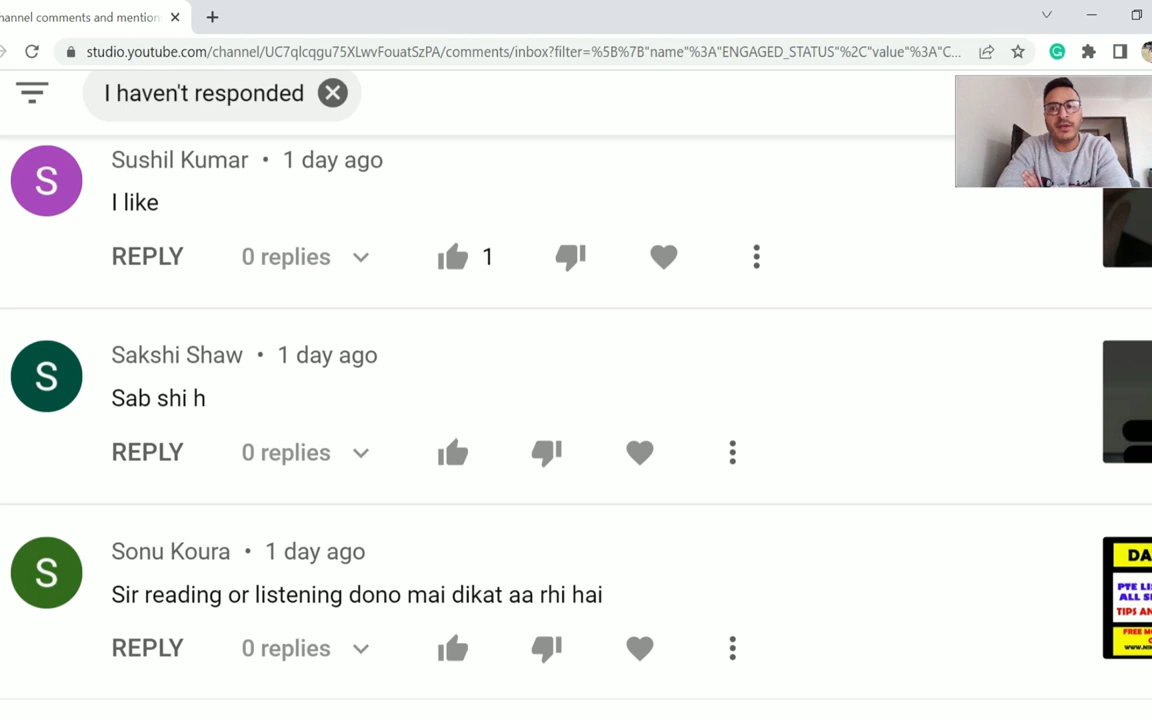 hannel comments and mention
studio.youtube.com/channel/UC7qlcqgu75XLwvFouatSzPA/comments/inbox?filter=%5B%7B"name"%3A"ENGAGED_STATUS"%2C"value"%3A"C...
I haven't responded
S
Sushil Kumar • 1 day ago
I like
REPLY 0 replies 1
S
Sakshi Shaw • 1 day ago
Sab shi h
REPLY 0 replies
S
Sonu Koura • 1 day ago
Sir reading or listening dono mai dikat aa rhi hai
REPLY 0 replies
DA
PTE LI
ALL S
TIPS AN